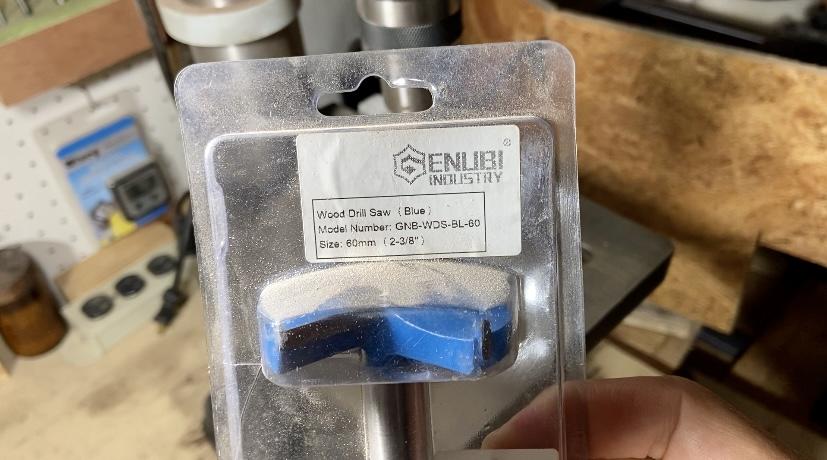 GENUBI
INDUSTRY
®
Wood Drill Saw ( Blue )
Model Number: GNB-WDS-BL-60
Size: 60mm ( 2-3/8" )